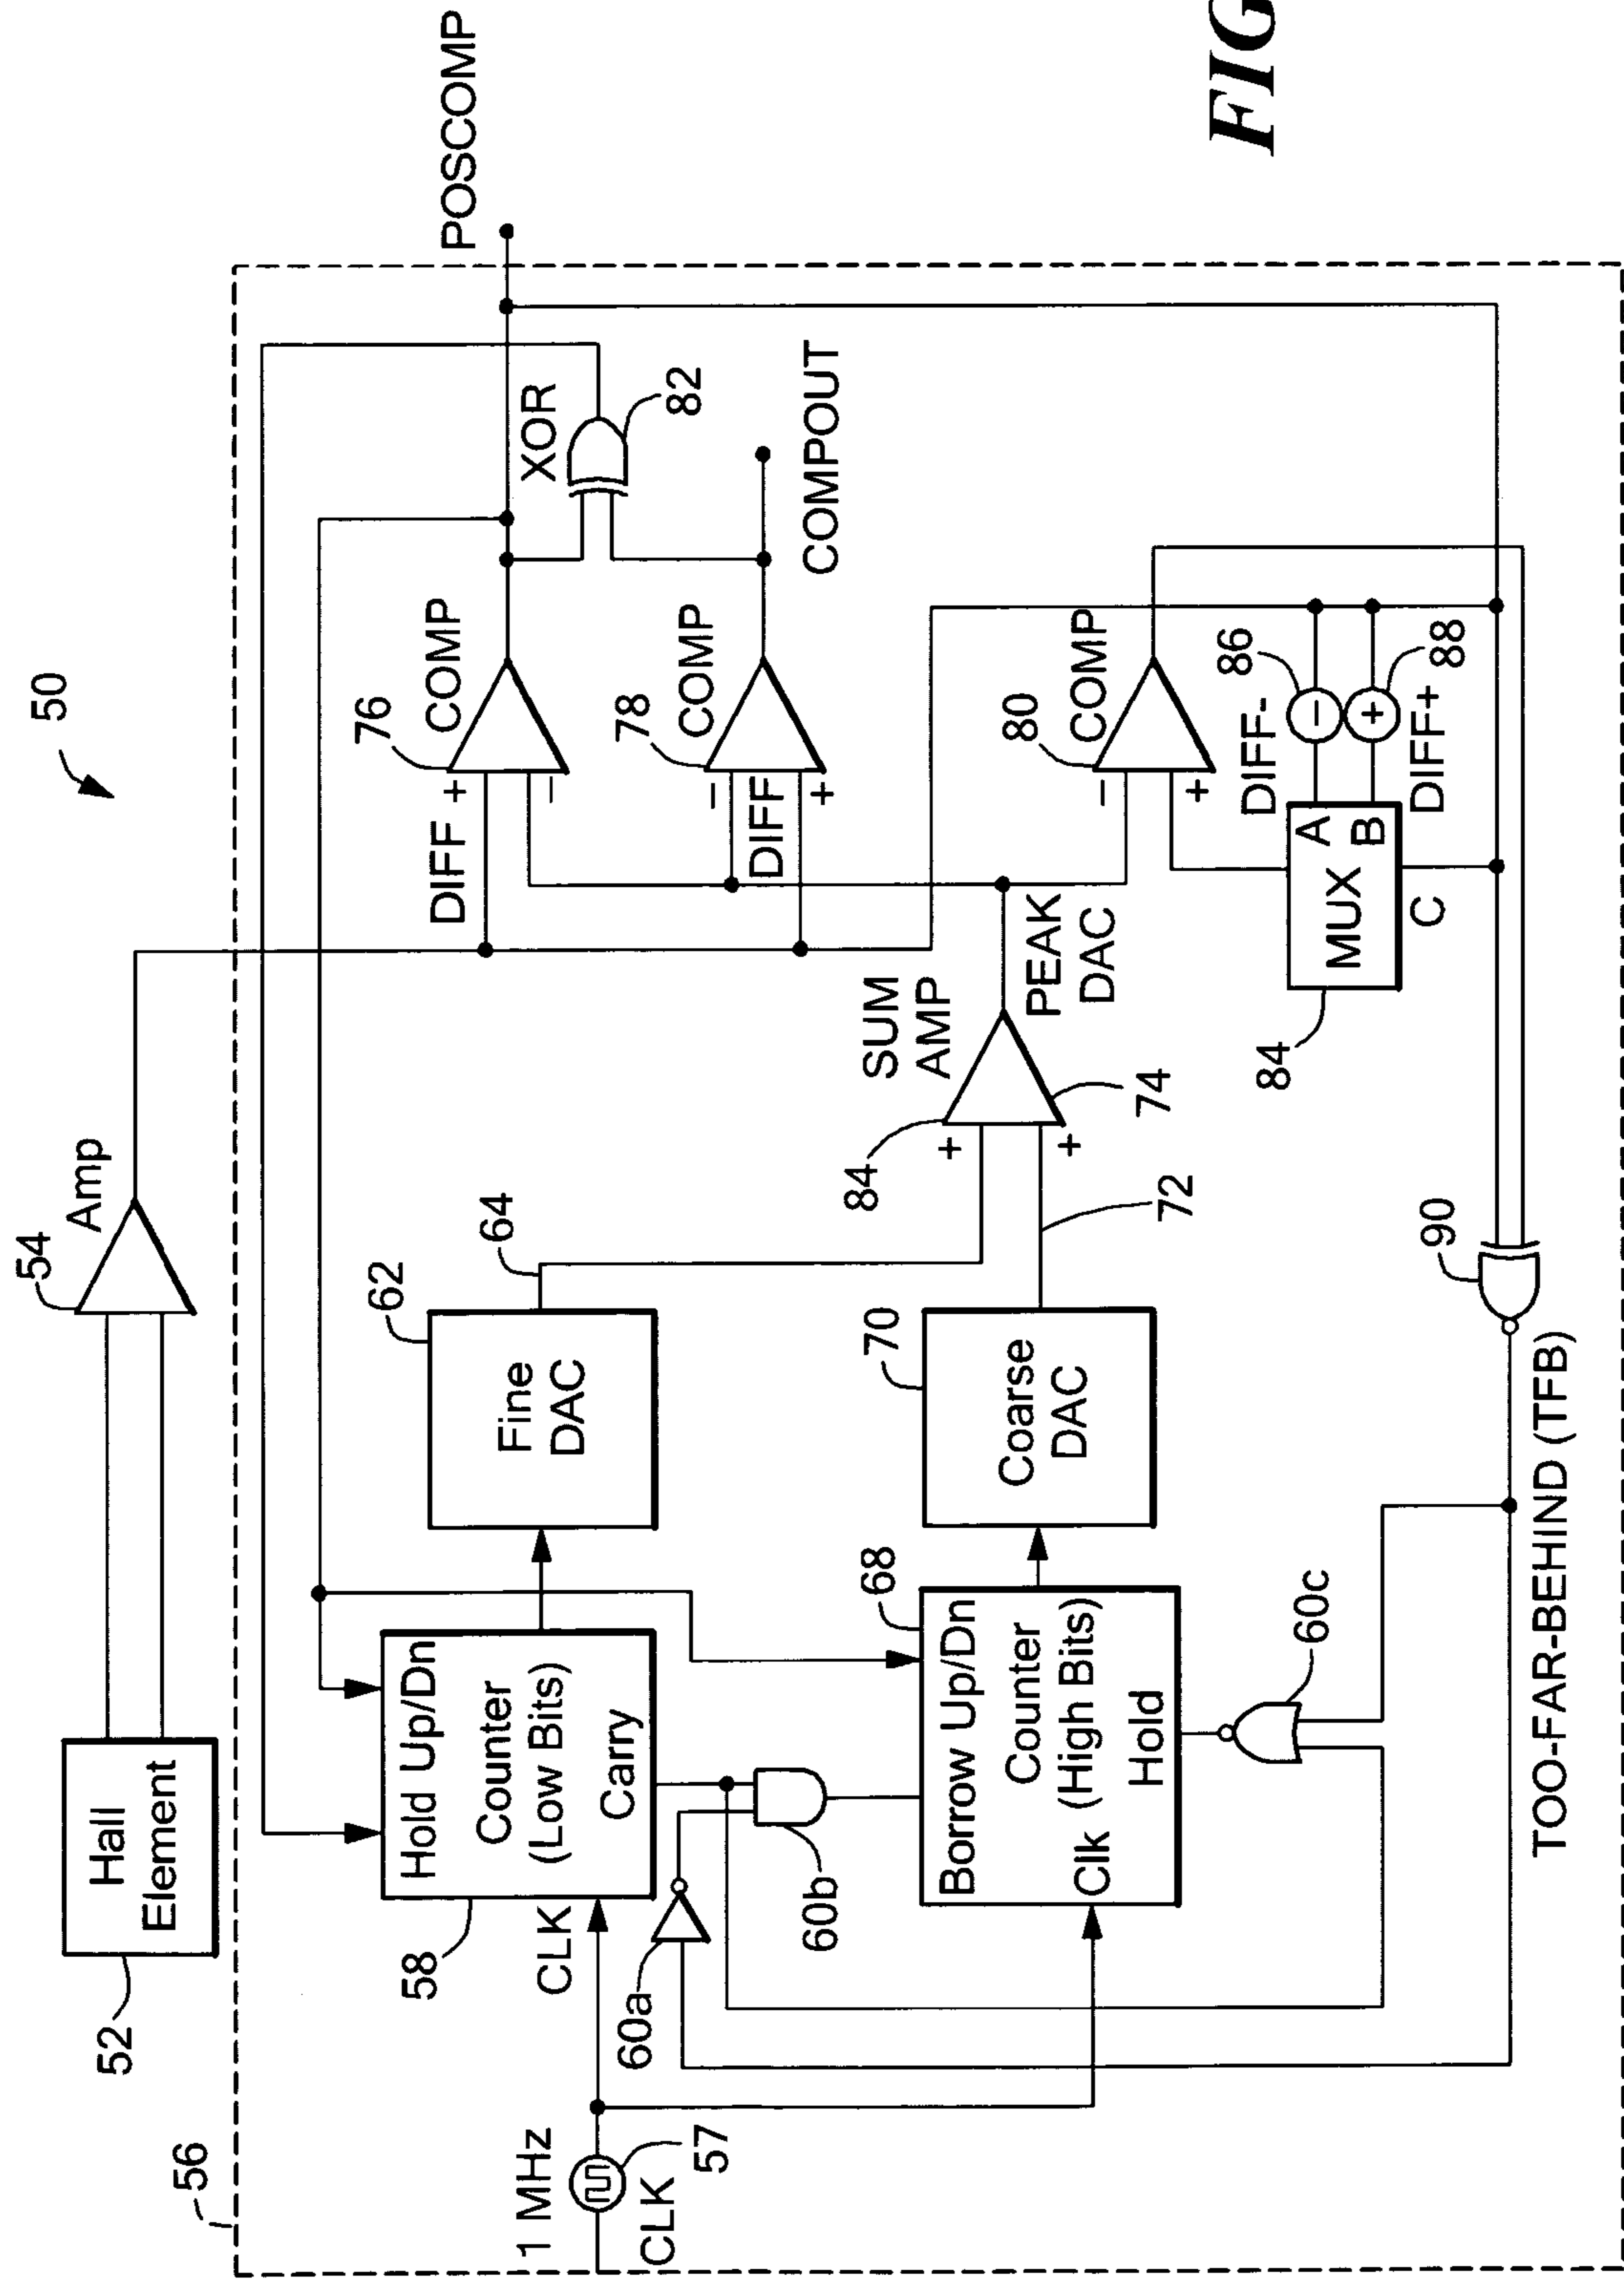 50
52
Hall
Element
54
Amp
56
POSCOMP
1 MHz
57
CLK
CLK
58
Hold Up/Dn
Counter
(Low Bits)
Carry
60a
60b
62
Fine
DAC
64
68
Borrow Up/Dn
Counter
(High Bits)
Clk Hold
60c
70
Coarse
DAC
72
84
+
+
74
SUM
AMP
PEAK
DAC
DIFF +
−
76
COMP
−
DIFF
+
78
COMP
XOR
82
COMPOUT
−
+
80
COMP
84
MUX
A
B
C
DIFF-
−
86
+
88
DIFF+
90
TOO-FAR-BEHIND (TFB)
FIG